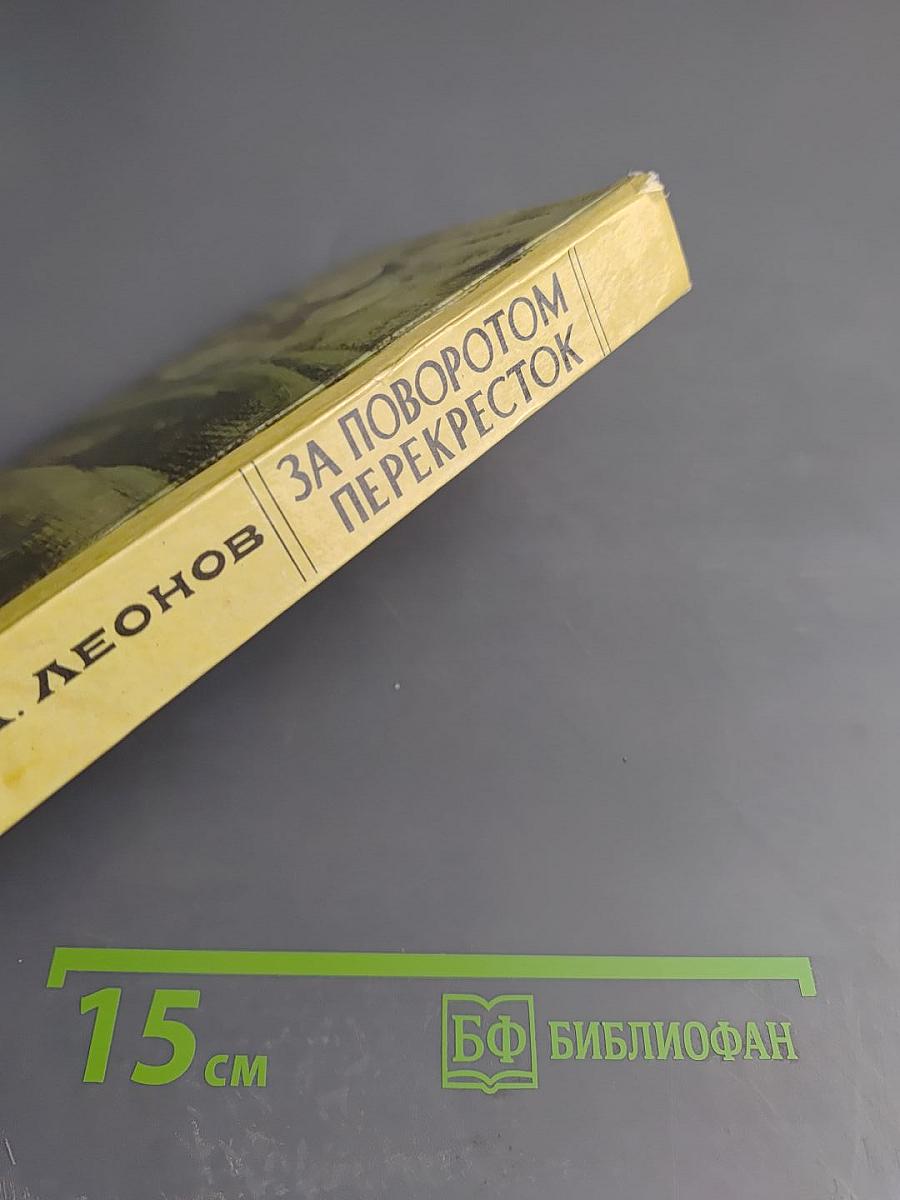 ЛЕОНОВ
ЗА ПОВОРОТОМ
ПЕРЕКРЕСТОК
15 см
БФ БИБЛИОФАН